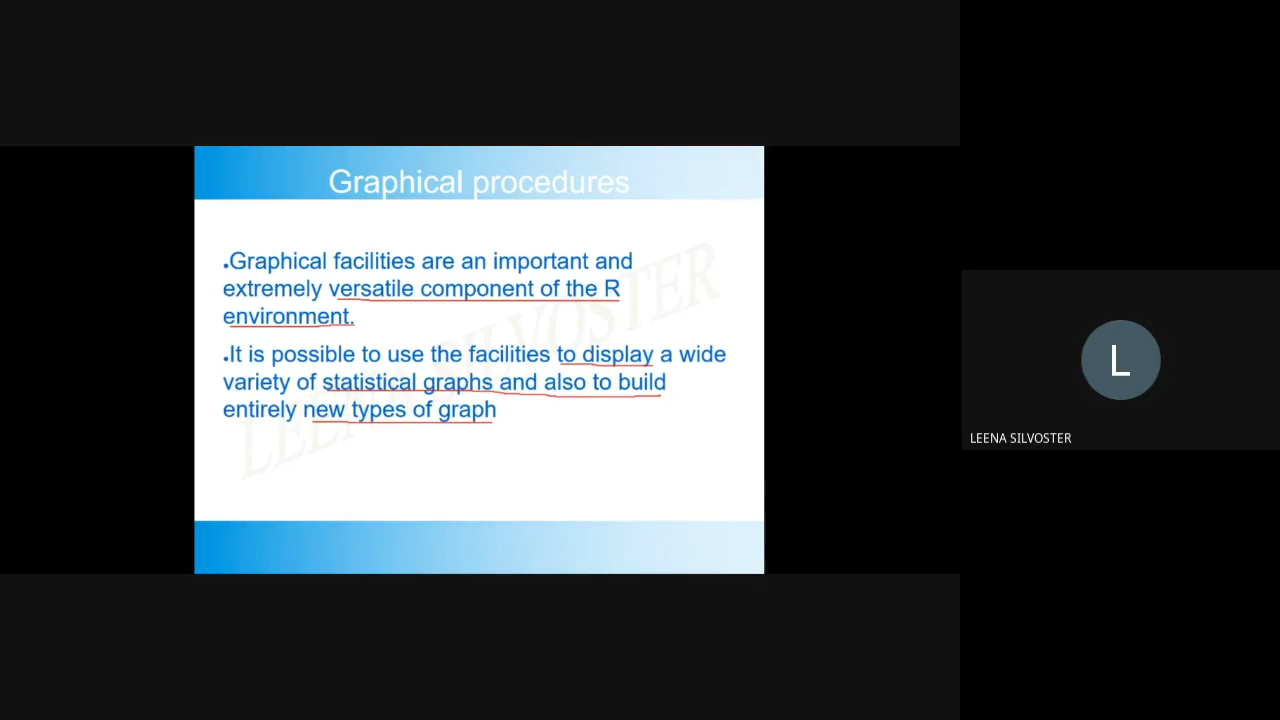 Graphical procedures
.Graphical facilities are an important and
extremely versatile component of the R
environment.
.It is possible to use the facilities to display a wide
variety of statistical graphs and also to build
entirely new types of graph
LEENA SILVOSTER
L
LEENA SILVOSTER